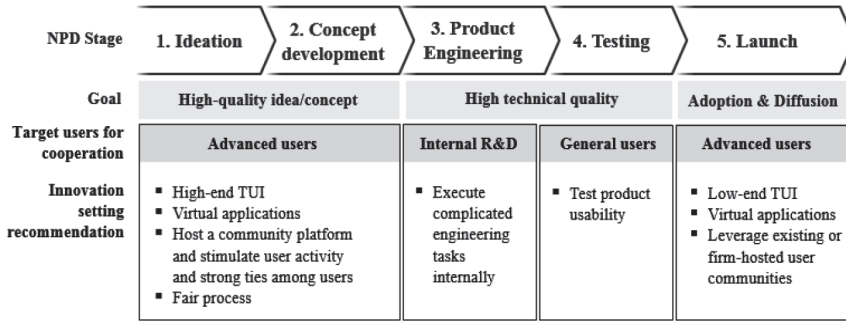 NPD Stage
1. Ideation
2. Concept
development
3. Product
Engineering
4. Testing
5. Launch
Goal
High-quality idea/concept
High technical quality
Adoption & Diffusion
Target users for
cooperation
Advanced users
Internal R&D
General users
Advanced users
Innovation
setting
recommendation
▪ High-end TUI
▪ Virtual applications
▪ Host a community platform
and stimulate user activity
and strong ties among users
▪ Fair process
▪ Execute
complicated
engineering
tasks
internally
▪ Test product
usability
▪ Low-end TUI
▪ Virtual applications
▪ Leverage existing or
firm-hosted user
communities